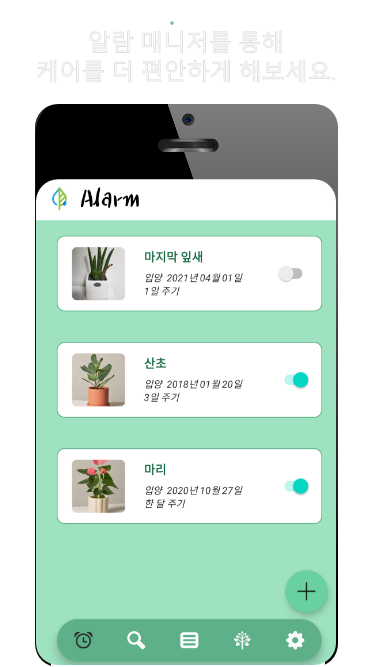 알람 매니저를 통해
케어를 더 편안하게 해보세요.
Alarm
마지막 잎새
입양 2021년 04월 01일
1일 주기
산초
입양 2018년 01월 20일
3일 주기
마리
입양 2020년 10월 27일
한 달 주기